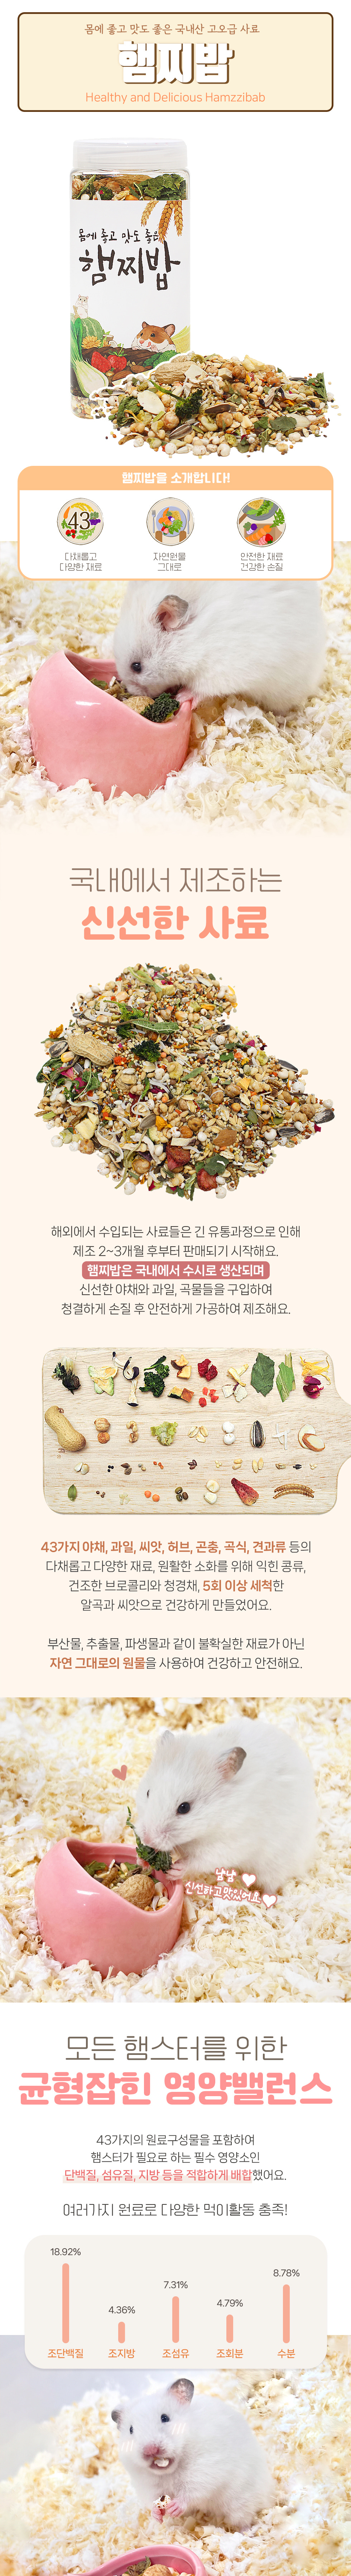 몸에 좋고 맛도 좋은 국내산 고오급 사료
햄찌밥
Healthy and Delicious Hamzzibab
몸에 좋고 맛도 좋은
햄찌밥
햄찌밥을 소개합니다!
43
다채롭고
다양한 재료
자연원물
그대로
안전한 재료
건강한 손질
국내에서 제조하는
신선한 사료
해외에서 수입되는 사료들은 긴 유통과정으로 인해
제조 2~3개월 후부터 판매되기 시작해요.
햄찌밥은 국내에서 수시로 생산되며
신선한 야채와 과일, 곡물들을 구입하여
청결하게 손질 후 안전하게 가공하여 제조해요.
43가지 야채, 과일, 씨앗, 허브, 곤충, 곡식, 견과류 등의
다채롭고 다양한 재료, 원활한 소화를 위해 익힌 콩류,
건조한 브로콜리와 청경채, 5회 이상 세척한
알곡과 씨앗으로 건강하게 만들었어요.
부산물, 추출물, 파생물과 같이 불확실한 재료가 아닌
자연 그대로의 원물을 사용하여 건강하고 안전해요.
냠냠
신선하고 맛있어요
모든 햄스터를 위한
균형잡힌 영양밸런스
43가지의 원료구성물을 포함하여
햄스터가 필요로 하는 필수 영양소인
단백질, 섬유질, 지방 등을 적합하게 배합했어요.
여러가지 원료로 다양한 먹이활동 충족!
18.92%
4.36%
7.31%
4.79%
8.78%
조단백질
조지방
조섬유
조회분
수분